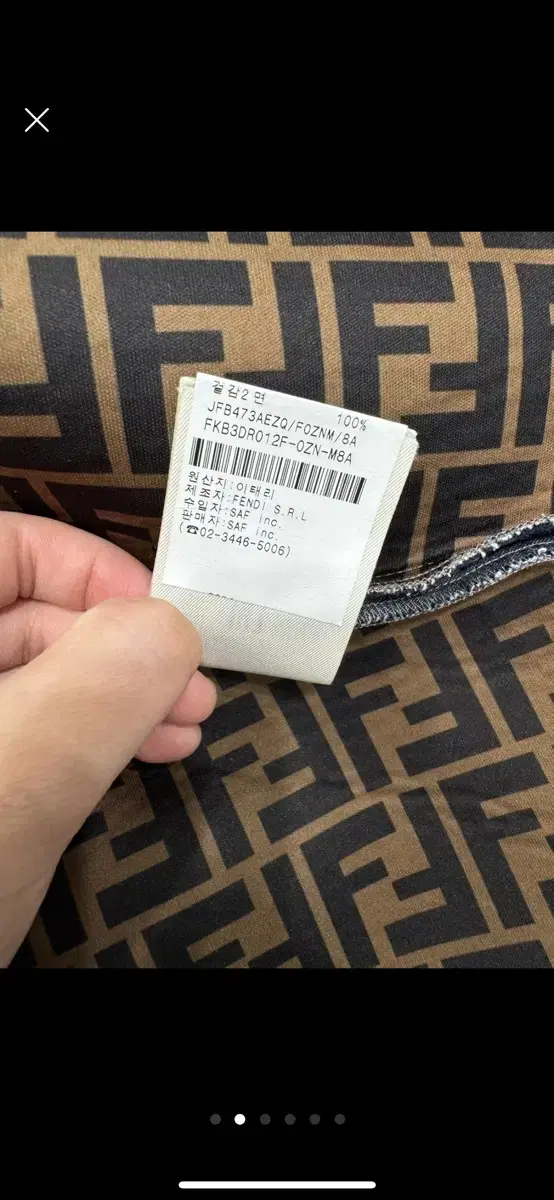 겉감2 면 100%
JFB473AEZQ/F0ZNM/8A
FKB3DR012F-0ZN-M8A
원산지:이태리
제조자:FENDI S.R.L
수입자:SAF Inc.
판매자:SAF Inc.
(☎02-3446-5006)